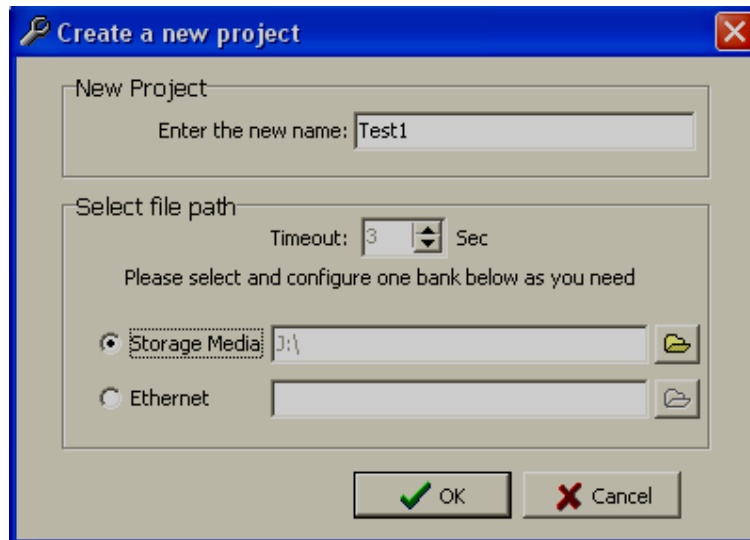 Create a new project
New Project
Enter the new name: Test1
Select file path
Timeout: 3 Sec
Please select and configure one bank below as you need
Storage Media J:\
Ethernet
OK Cancel